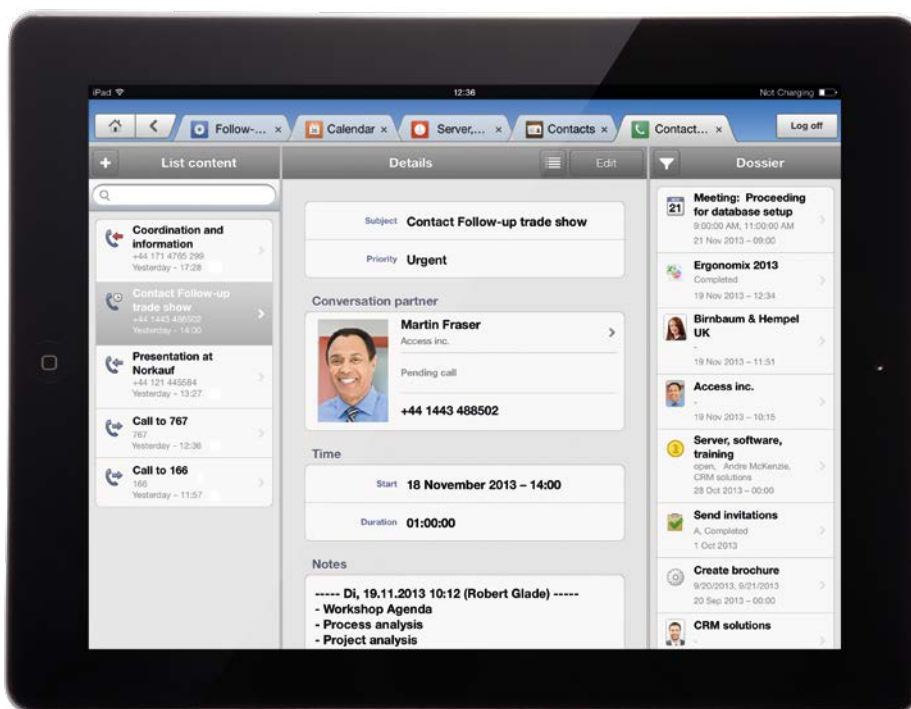 iPad
12:36
Not Charging
Follow-... ×
Calendar ×
Server,... ×
Contacts ×
Contact... ×
Log off
+ List content
Details
Edit
Dossier
Coordination and
information
+44 171 4765 299
Yesterday – 17:28
Contact Follow-up
trade show
+44 1443 488502
Yesterday – 14:00
Presentation at
Norkauf
+44 121 445584
Yesterday – 13:27
Call to 767
767
Yesterday – 12:36
Call to 166
166
Yesterday – 11:57
Subject Contact Follow-up trade show
Priority Urgent
Conversation partner
Martin Fraser
Access inc.
Pending call
+44 1443 488502
Time
Start 18 November 2013 – 14:00
Duration 01:00:00
Notes
----- Di, 19.11.2013 10:12 (Robert Glade) -----
- Workshop Agenda
- Process analysis
- Project analysis
21
Meeting: Proceeding
for database setup
9:00:00 AM, 11:00:00 AM
21 Nov 2013 – 09:00
Ergonomix 2013
Completed
19 Nov 2013 – 12:34
Birnbaum & Hempel
UK
-
19 Nov 2013 – 11:51
Access inc.
-
19 Nov 2013 – 10:15
Server, software,
training
open, Andre McKenzie,
CRM solutions
28 Oct 2013 – 00:00
Send invitations
A, Completed
1 Oct 2013
Create brochure
9/20/2013, 9/21/2013
20 Sep 2013 – 00:00
CRM solutions
-